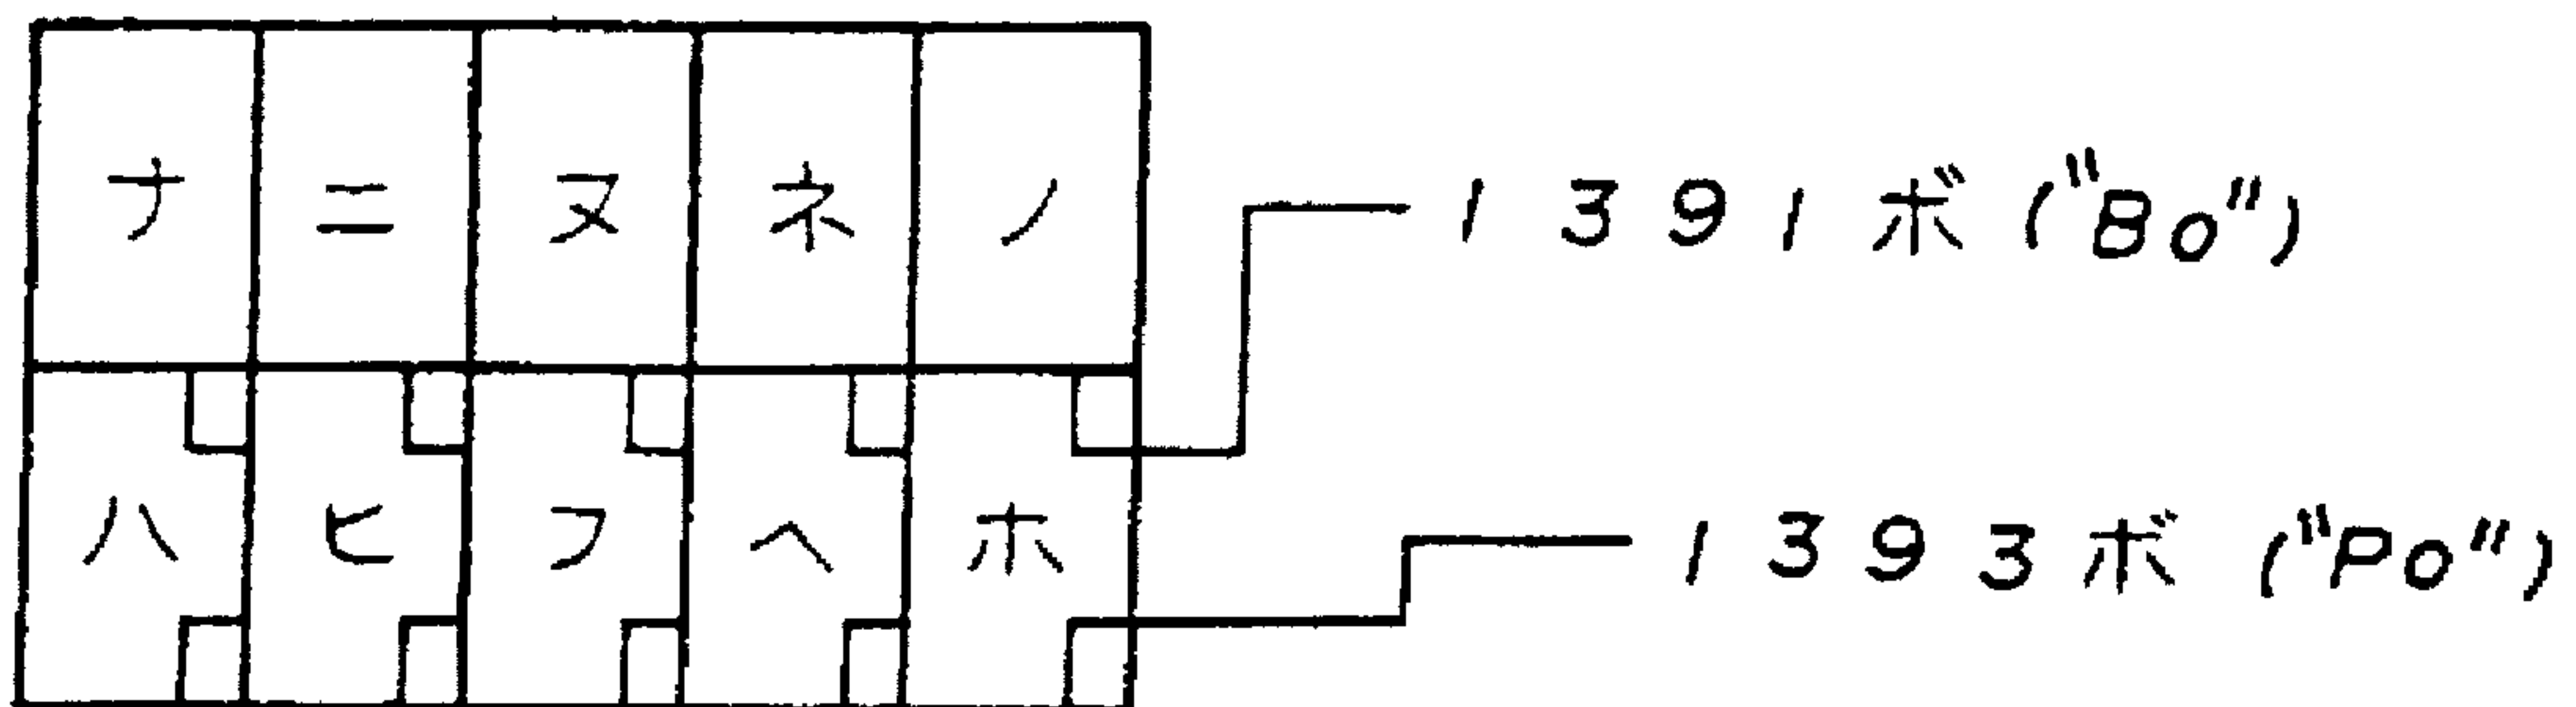 ナ ニ ヌ ネ ノ
1391 ボ ("Bo")
ハ ヒ フ ヘ ホ
1393 ボ ("Po")